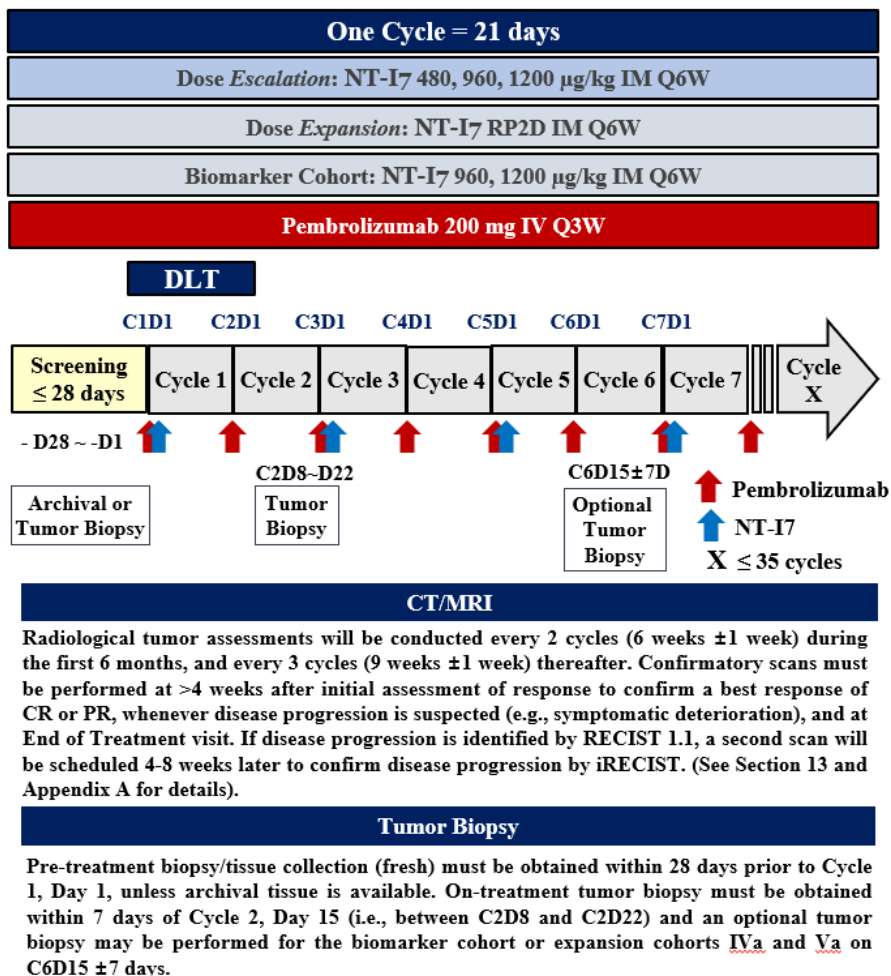 One Cycle = 21 days
Dose Escalation: NT-I7 480, 960, 1200 µg/kg IM Q6W
Dose Expansion: NT-I7 RP2D IM Q6W
Biomarker Cohort: NT-I7 960, 1200 µg/kg IM Q6W
Pembrolizumab 200 mg IV Q3W
DLT
C1D1 C2D1 C3D1 C4D1 C5D1 C6D1 C7D1
Screening
≤ 28 days
Cycle 1 Cycle 2 Cycle 3 Cycle 4 Cycle 5 Cycle 6 Cycle 7
Cycle
X
- D28 ~ -D1
Archival or
Tumor Biopsy
C2D8~D22
Tumor
Biopsy
C6D15±7D
Optional
Tumor
Biopsy
Pembrolizumab
NT-I7
X ≤ 35 cycles
CT/MRI
Radiological tumor assessments will be conducted every 2 cycles (6 weeks ±1 week) during
the first 6 months, and every 3 cycles (9 weeks ±1 week) thereafter. Confirmatory scans must
be performed at >4 weeks after initial assessment of response to confirm a best response of
CR or PR, whenever disease progression is suspected (e.g., symptomatic deterioration), and at
End of Treatment visit. If disease progression is identified by RECIST 1.1, a second scan will
be scheduled 4-8 weeks later to confirm disease progression by iRECIST. (See Section 13 and
Appendix A for details).
Tumor Biopsy
Pre-treatment biopsy/tissue collection (fresh) must be obtained within 28 days prior to Cycle
1, Day 1, unless archival tissue is available. On-treatment tumor biopsy must be obtained
within 7 days of Cycle 2, Day 15 (i.e., between C2D8 and C2D22) and an optional tumor
biopsy may be performed for the biomarker cohort or expansion cohorts IVa and Va on
C6D15 ±7 days.